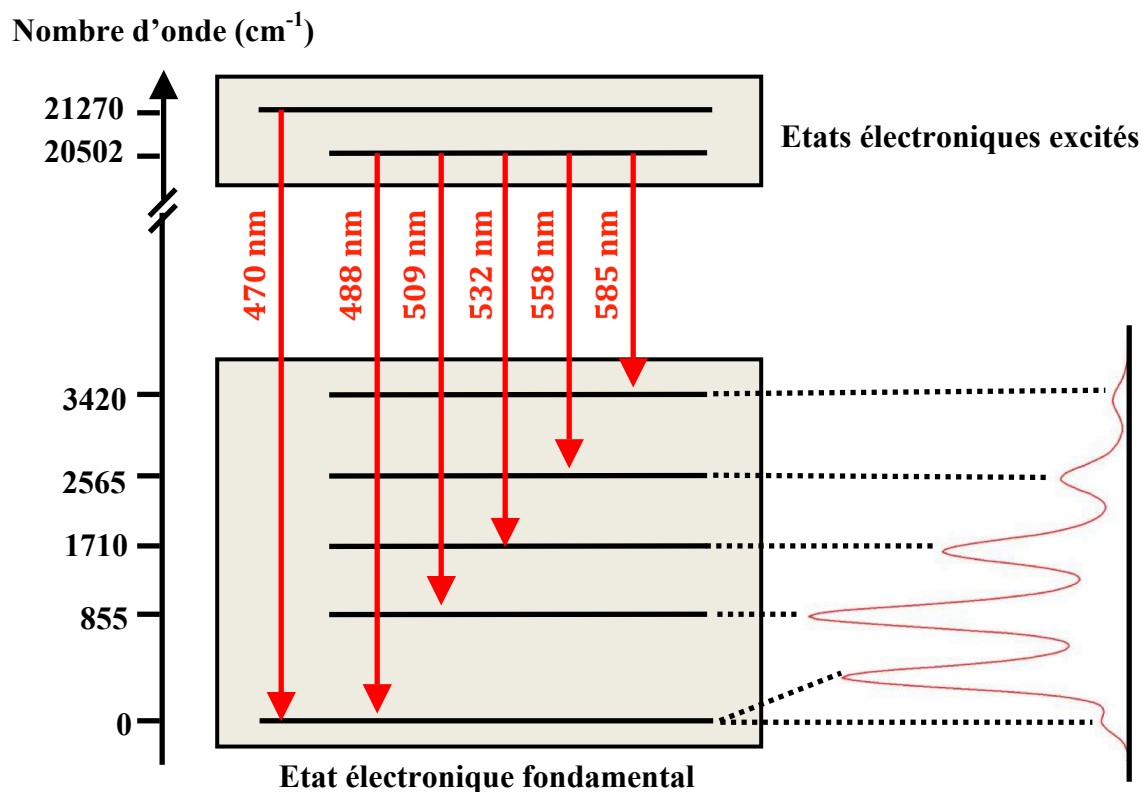 Nombre d’onde (cm-1)
21270
20502
Etats électroniques excités
470 nm
488 nm
509 nm
532 nm
558 nm
585 nm
3420
2565
1710
855
0
Etat électronique fondamental